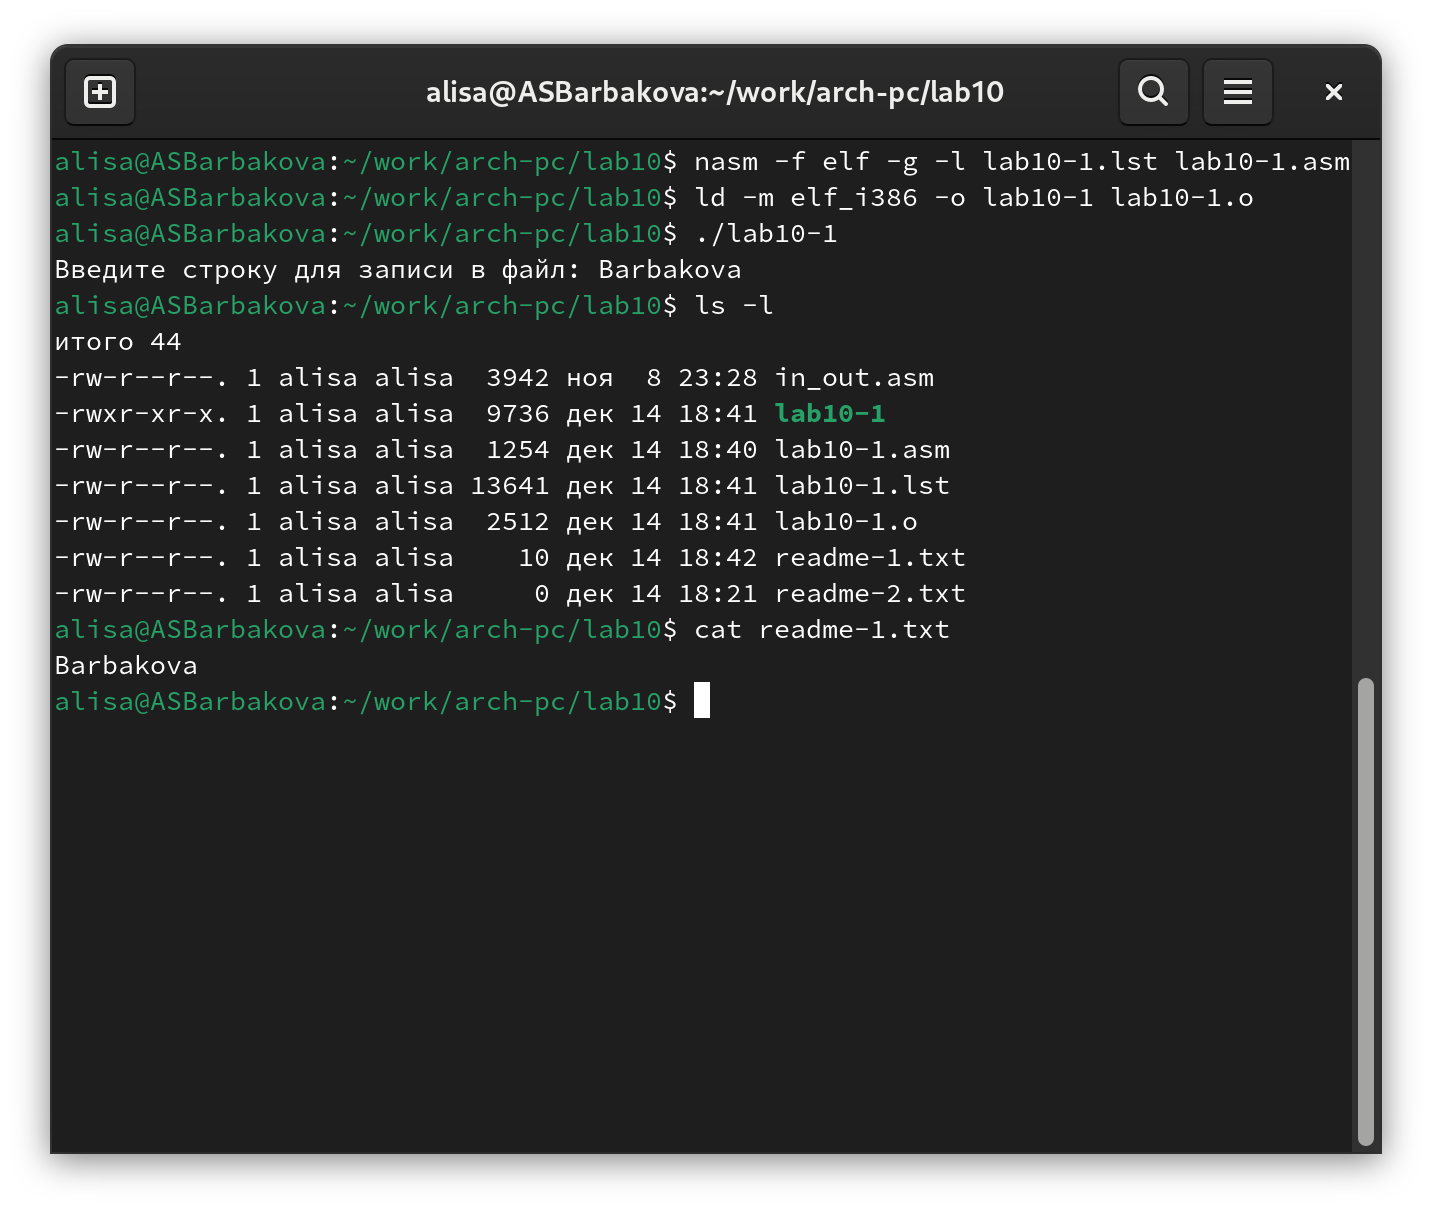 alisa@ASBarbakova:~/work/arch-pc/lab10
alisa@ASBarbakova:~/work/arch-pc/lab10$ nasm -f elf -g -l lab10-1.lst lab10-1.asm
alisa@ASBarbakova:~/work/arch-pc/lab10$ ld -m elf_i386 -o lab10-1 lab10-1.o
alisa@ASBarbakova:~/work/arch-pc/lab10$ ./lab10-1
Введите строку для записи в файл: Barbakova
alisa@ASBarbakova:~/work/arch-pc/lab10$ ls -l
итого 44
-rw-r--r--. 1 alisa alisa  3942 ноя  8 23:28 in_out.asm
-rwxr-xr-x. 1 alisa alisa  9736 дек 14 18:41 lab10-1
-rw-r--r--. 1 alisa alisa  1254 дек 14 18:40 lab10-1.asm
-rw-r--r--. 1 alisa alisa 13641 дек 14 18:41 lab10-1.lst
-rw-r--r--. 1 alisa alisa  2512 дек 14 18:41 lab10-1.o
-rw-r--r--. 1 alisa alisa    10 дек 14 18:42 readme-1.txt
-rw-r--r--. 1 alisa alisa     0 дек 14 18:21 readme-2.txt
alisa@ASBarbakova:~/work/arch-pc/lab10$ cat readme-1.txt
Barbakova
alisa@ASBarbakova:~/work/arch-pc/lab10$